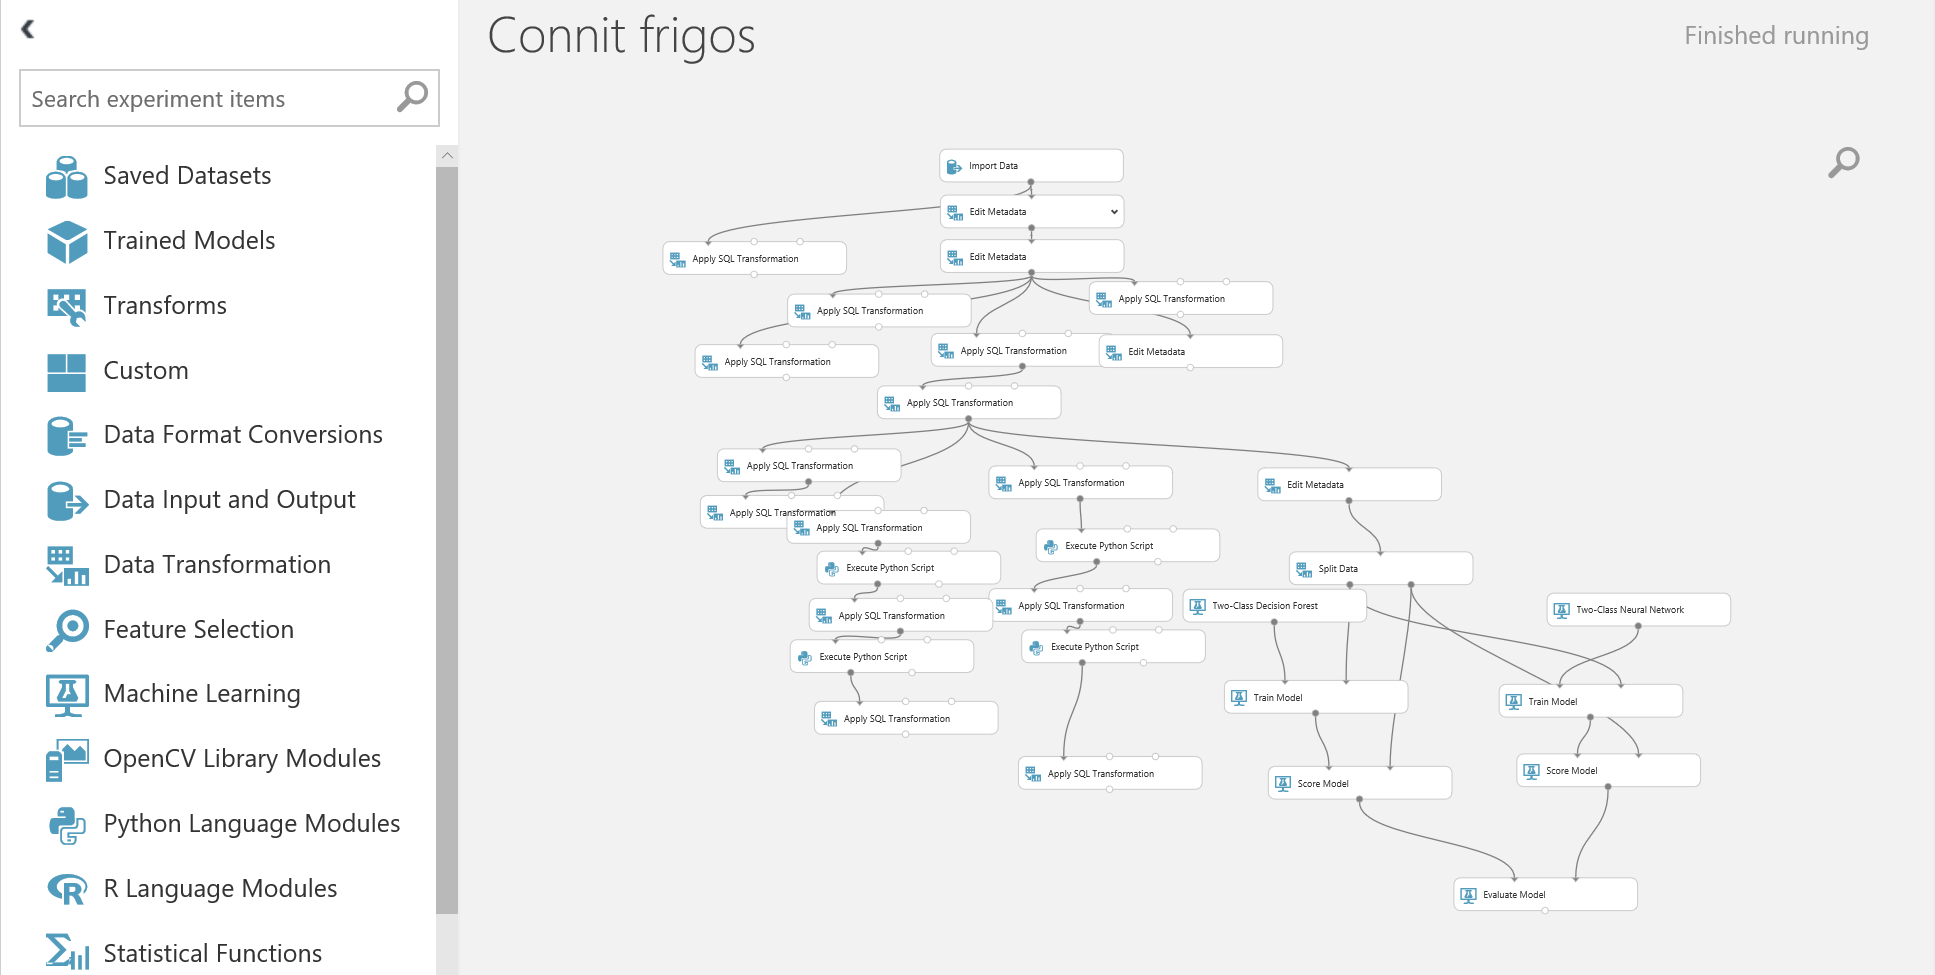 Connit frigos
Finished running
Search experiment items
Saved Datasets
Trained Models
Transforms
Custom
Data Format Conversions
Data Input and Output
Data Transformation
Feature Selection
Machine Learning
OpenCV Library Modules
Python Language Modules
R Language Modules
Statistical Functions
Import Data
Edit Metadata
Apply SQL Transformation
Edit Metadata
Apply SQL Transformation
Apply SQL Transformation
Apply SQL Transformation
Apply SQL Transformation
Edit Metadata
Apply SQL Transformation
Apply SQL Transformation
Apply SQL Transformation
Edit Metadata
Apply SQL Transformation
Apply SQL Transformation
Execute Python Script
Execute Python Script
Split Data
Apply SQL Transformation
Apply SQL Transformation
Two-Class Decision Forest
Two-Class Neural Network
Execute Python Script
Execute Python Script
Train Model
Train Model
Apply SQL Transformation
Apply SQL Transformation
Score Model
Score Model
Evaluate Model